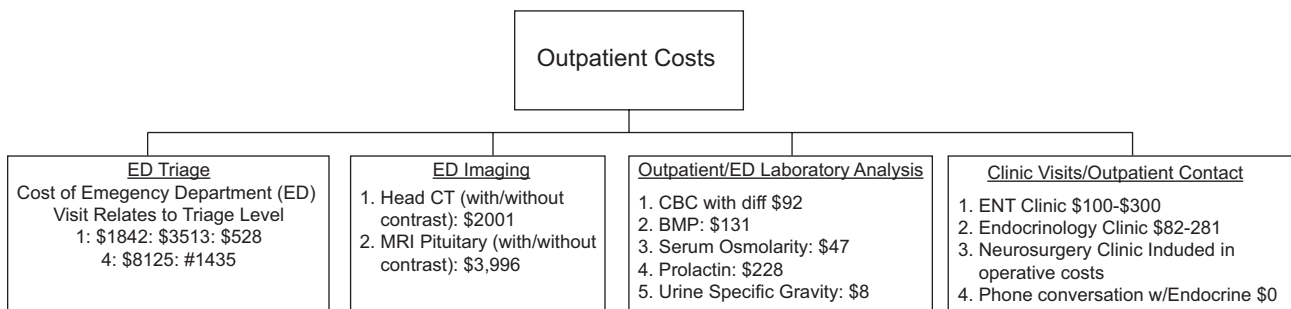 Outpatient Costs
ED Triage
Cost of Emegency Department (ED)
Visit Relates to Triage Level
1: $1842: $3513: $528
4: $8125: #1435
ED Imaging
1. Head CT (with/without
contrast): $2001
2. MRI Pituitary (with/without
contrast): $3,996
Outpatient/ED Laboratory Analysis
1. CBC with diff $92
2. BMP: $131
3. Serum Osmolarity: $47
4. Prolactin: $228
5. Urine Specific Gravity: $8
Clinic Visits/Outpatient Contact
1. ENT Clinic $100-$300
2. Endocrinology Clinic $82-281
3. Neurosurgery Clinic Induded in
operative costs
4. Phone conversation w/Endocrine $0